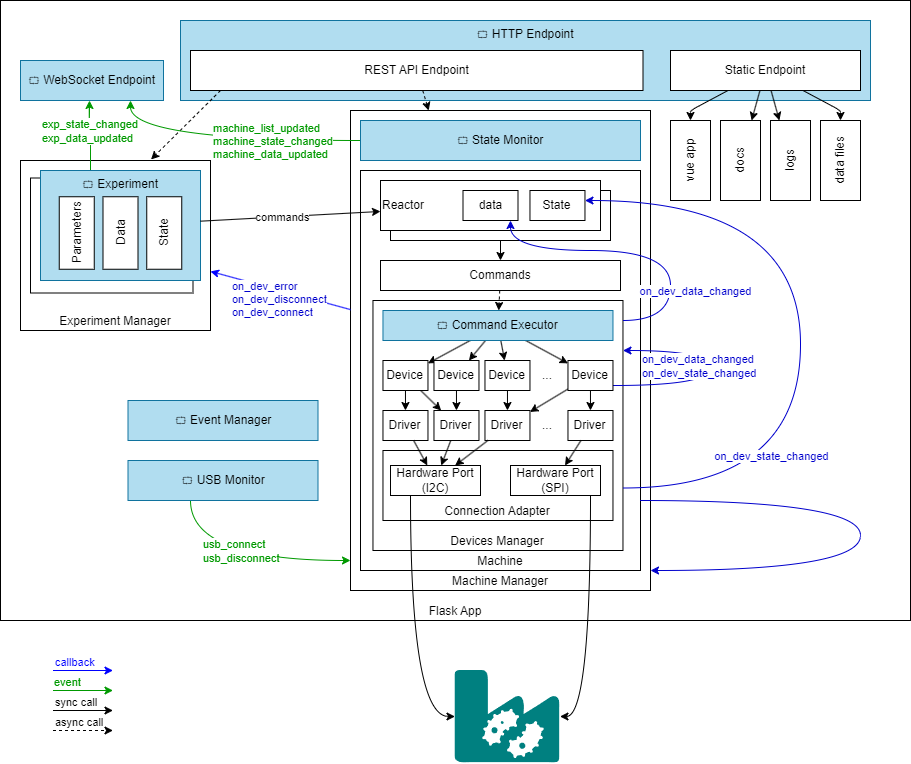 HTTP Endpoint
WebSocket Endpoint
REST API Endpoint
Static Endpoint
exp_state_changed
exp_data_updated
machine_list_updated
machine_state_changed
machine_data_updated
State Monitor
vue app
docs
logs
data files
Experiment
Parameters
Data
State
Experiment Manager
commands
Reactor
data
State
on_dev_error
on_dev_disconnect
on_dev_connect
Commands
on_dev_data_changed
Command Executor
on_dev_data_changed
on_dev_state_changed
Device
Device
Device
...
Device
Driver
Driver
Driver
...
Driver
Event Manager
USB Monitor
on_dev_state_changed
Hardware Port
(I2C)
Hardware Port
(SPI)
Connection Adapter
Devices Manager
usb_connect
usb_disconnect
Machine
Machine Manager
Flask App
callback
event
sync call
async call